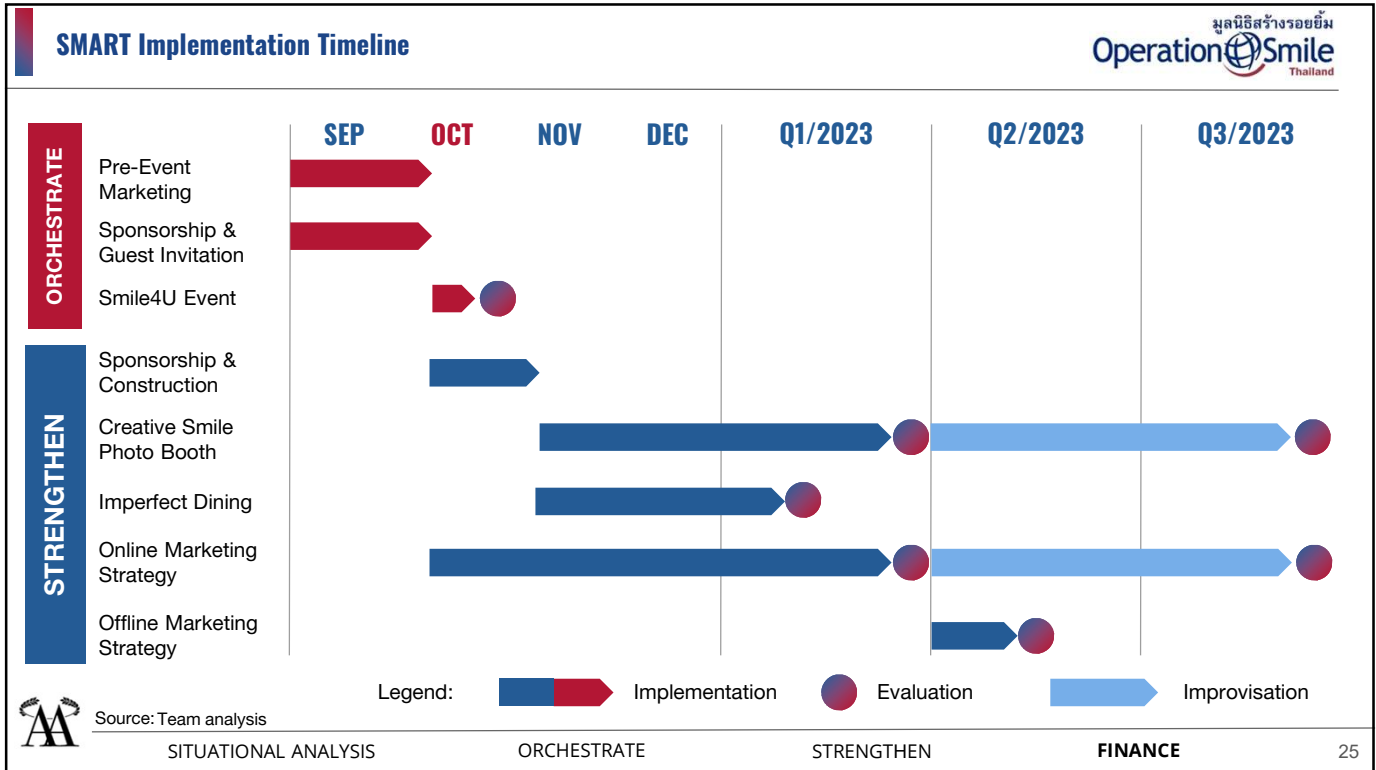 SMART Implementation Timeline
มูลนิธิสร้างรอยยิ้ม
Operation Smile
Thailand
SEP OCT NOV DEC Q1/2023 Q2/2023 Q3/2023
ORCHESTRATE
Pre-Event
Marketing
Sponsorship &
Guest Invitation
Smile4U Event
STRENGTHEN
Sponsorship &
Construction
Creative Smile
Photo Booth
Imperfect Dining
Online Marketing
Strategy
Offline Marketing
Strategy
Legend: Implementation Evaluation Improvisation
AA
Source: Team analysis
SITUATIONAL ANALYSIS ORCHESTRATE STRENGTHEN FINANCE 25